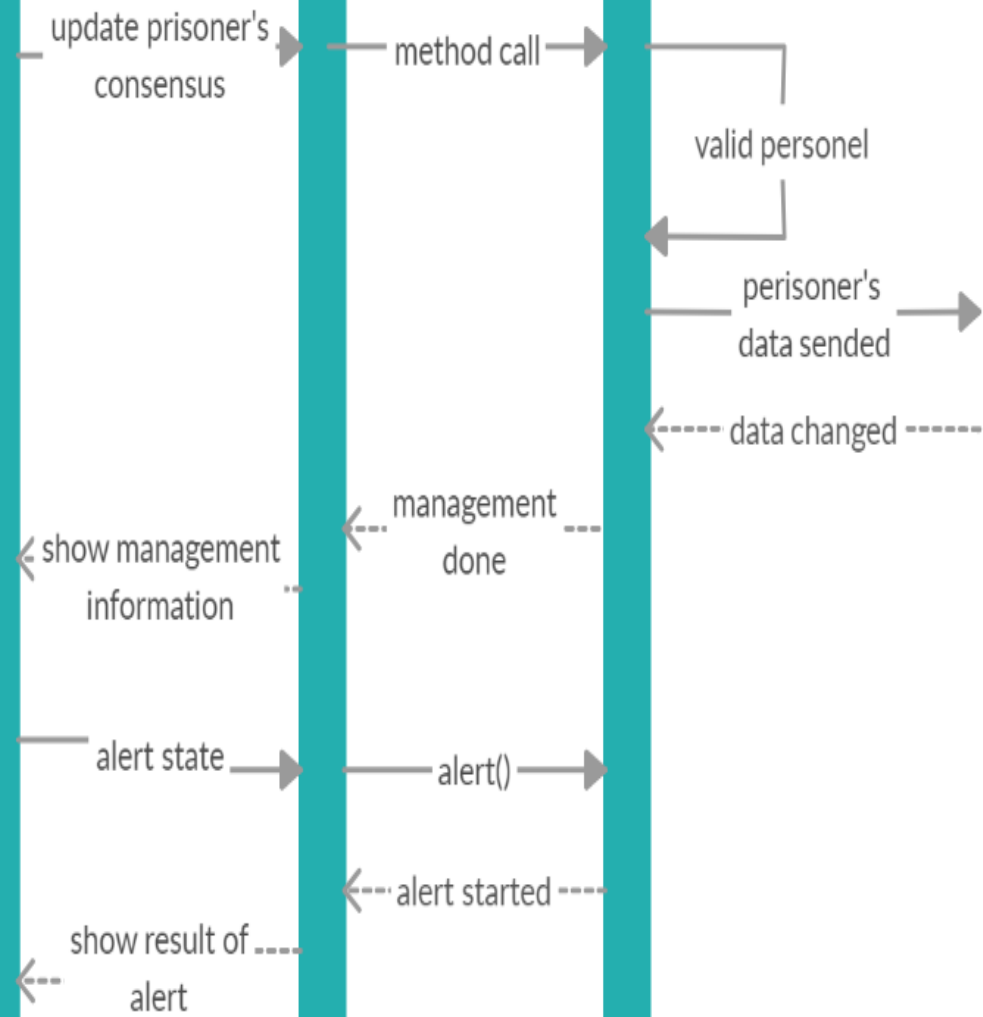 update prisoner's
consensus
method call
valid personel
perisoner's
data sended
data changed
management
done
show management
information
alert state
alert()
alert started
show result of
alert